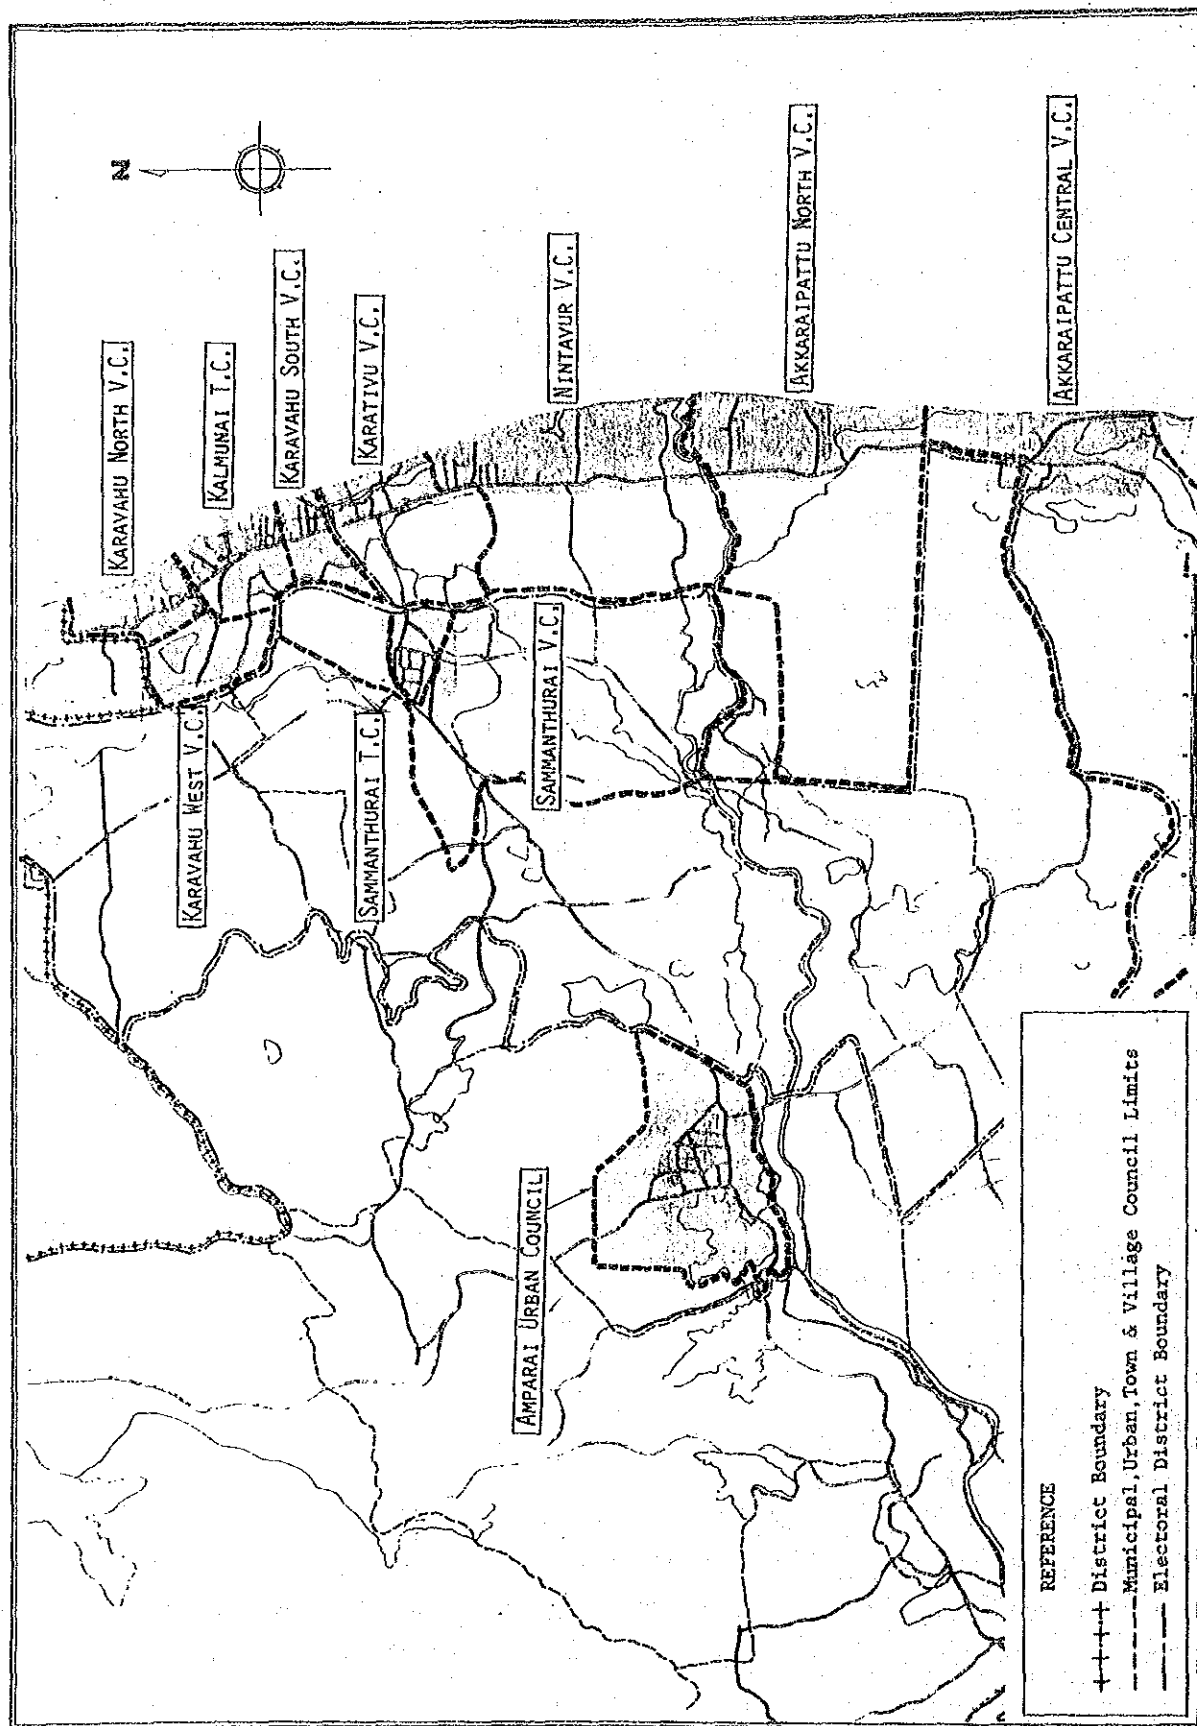 N
KARAVAHU NORTH V.C.
KALMUNAI T.C.
KARAVAHU SOUTH V.C.
KARATIVU V.C.
NINTAVUR V.C.
AKKARAIPATTU NORTH V.C.
AKKARAIPATTU CENTRAL V.C.
KARAVAHU WEST V.C.
SAMMANTHURAI T.C.
SAMMANTHURAI V.C.
AMPARAI URBAN COUNCIL
REFERENCE
District Boundary
Municipal, Urban, Town & Village Council Limits
Electoral District Boundary